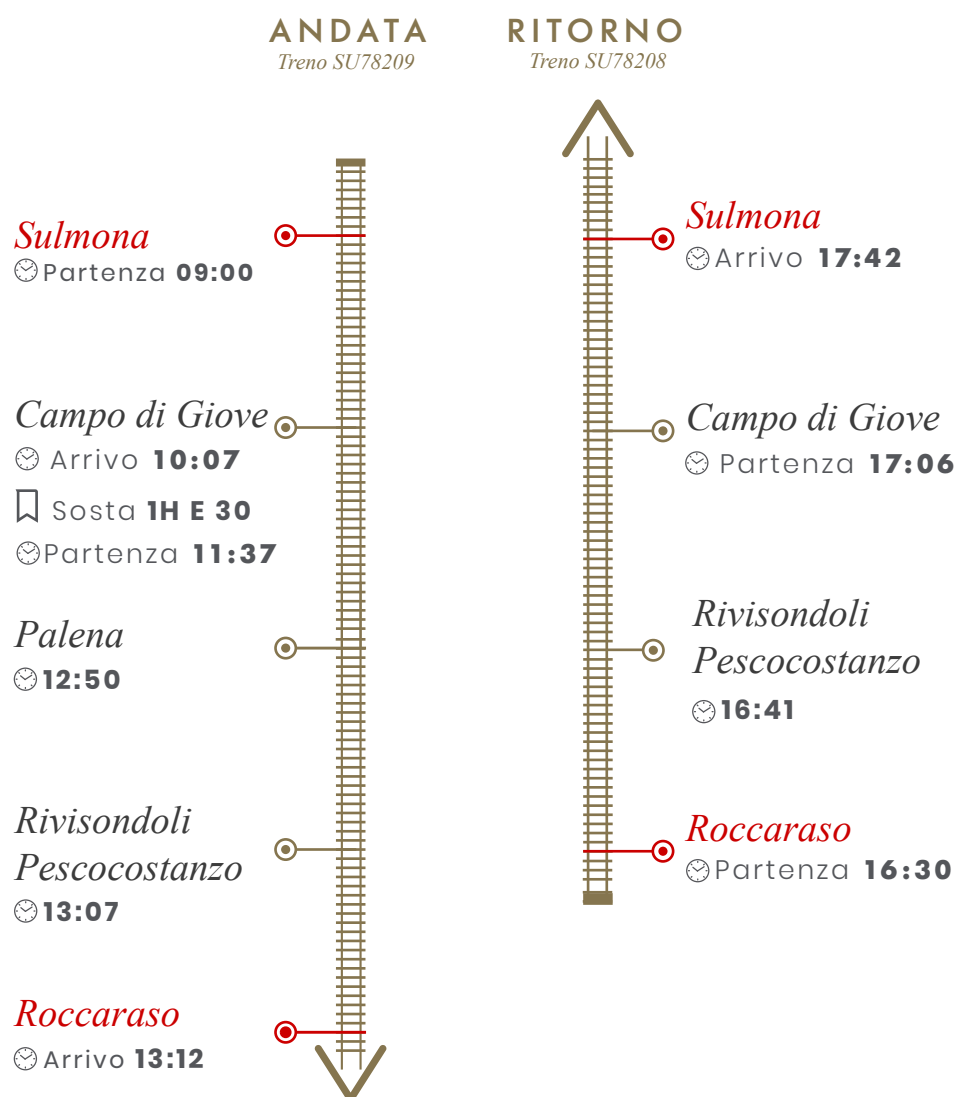 ANDATA
Treno SU78209
Sulmona
Partenza 09:00
Campo di Giove
Arrivo 10:07
Sosta 1H E 30
Partenza 11:37
Palena
12:50
Rivisondoli
Pescocostanzo
13:07
Roccaraso
Arrivo 13:12
RITORNO
Treno SU78208
Sulmona
Arrivo 17:42
Campo di Giove
Partenza 17:06
Rivisondoli
Pescocostanzo
16:41
Roccaraso
Partenza 16:30